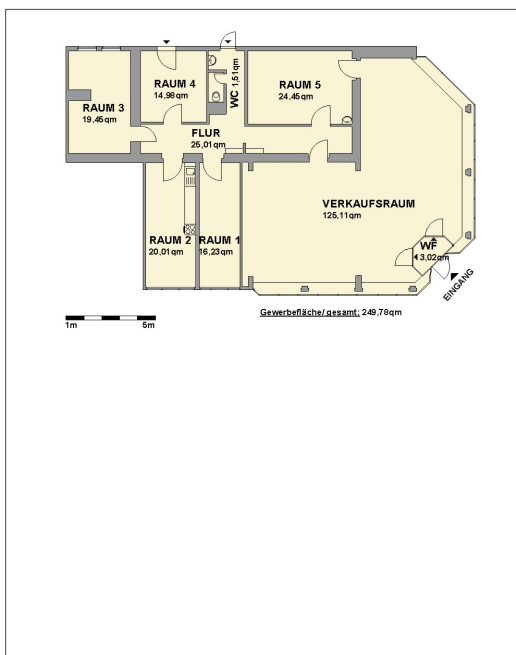 RAUM 4
14,98qm
WC 1,51qm
RAUM 5
24,45qm
RAUM 3
19,45qm
FLUR
25,01qm
VERKAUFSRAUM
125,11qm
RAUM 2
20,01qm
RAUM 1
16,23qm
WF
3,02qm
EINGANG
Gewerbefläche/ gesamt: 249,78qm
1m 5m